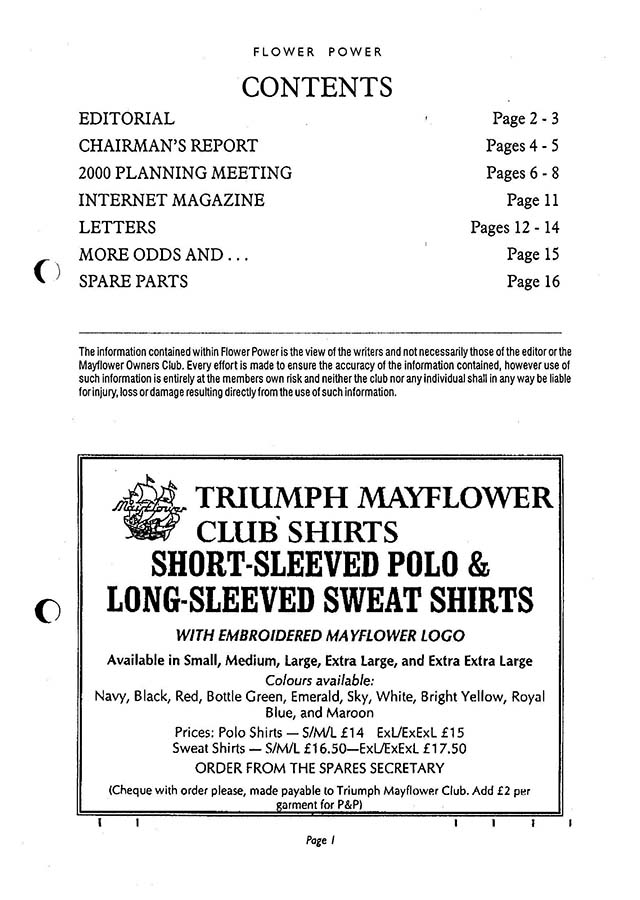 FLOWER POWER
CONTENTS
EDITORIAL Page 2 - 3
CHAIRMAN'S REPORT Pages 4 - 5
2000 PLANNING MEETING Pages 6 - 8
INTERNET MAGAZINE Page 11
LETTERS Pages 12 - 14
MORE ODDS AND ... Page 15
SPARE PARTS Page 16
The information contained within Flower Power is the view of the writers and not necessarily those of the editor or the
Mayflower Owners Club. Every effort is made to ensure the accuracy of the information contained, however use of
such information is entirely at the members own risk and neither the club nor any individual shall in any way be liable
for injury, loss or damage resulting directly from the use of such information.
Mayflower
TRIUMPH MAYFLOWER
CLUB SHIRTS
SHORT-SLEEVED POLO &
LONG-SLEEVED SWEAT SHIRTS
WITH EMBROIDERED MAYFLOWER LOGO
Available in Small, Medium, Large, Extra Large, and Extra Extra Large
Colours available:
Navy, Black, Red, Bottle Green, Emerald, Sky, White, Bright Yellow, Royal
Blue, and Maroon
Prices: Polo Shirts — S/M/L £14 ExL/ExExL £15
Sweat Shirts — S/M/L £16.50—ExL/ExExL £17.50
ORDER FROM THE SPARES SECRETARY
(Cheque with order please, made payable to Triumph Mayflower Club. Add £2 per
garment for P&P)
Page 1